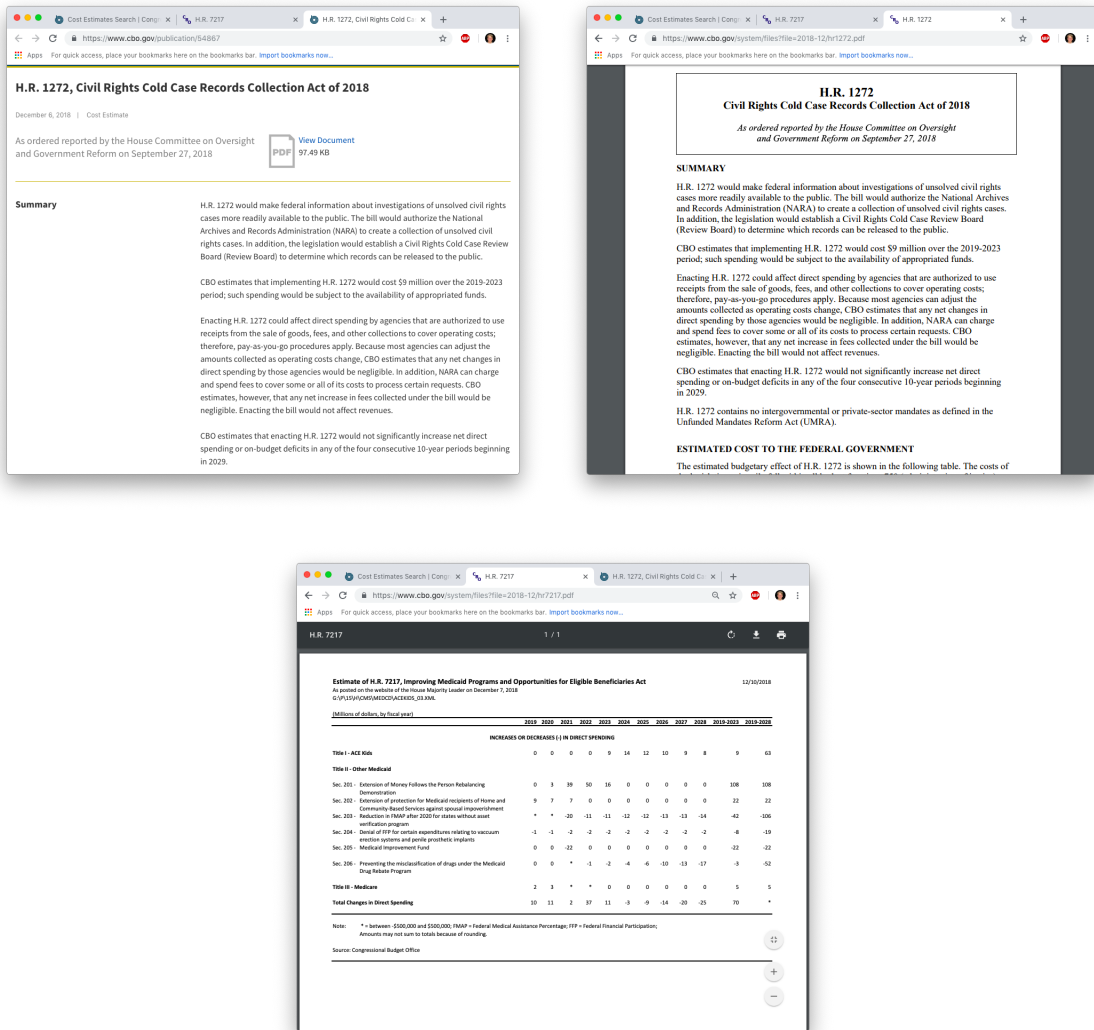 Cost Estimates Search | Cong
H.R. 7217
H.R. 1272, Civil Rights Cold Ca
https://www.cbo.gov/publication/54867
Apps For quick access, place your bookmarks here on the bookmarks bar. Import bookmarks now...
H.R. 1272, Civil Rights Cold Case Records Collection Act of 2018
December 6, 2018 | Cost Estimate
As ordered reported by the House Committee on Oversight
and Government Reform on September 27, 2018
PDF
View Document
97.49 KB
Summary
H.R. 1272 would make federal information about investigations of unsolved civil rights
cases more readily available to the public. The bill would authorize the National
Archives and Records Administration (NARA) to create a collection of unsolved civil
rights cases. In addition, the legislation would establish a Civil Rights Cold Case Review
Board (Review Board) to determine which records can be released to the public.
CBO estimates that implementing H.R. 1272 would cost $9 million over the 2019-2023
period; such spending would be subject to the availability of appropriated funds.
Enacting H.R. 1272 could affect direct spending by agencies that are authorized to use
receipts from the sale of goods, fees, and other collections to cover operating costs;
therefore, pay-as-you-go procedures apply. Because most agencies can adjust the
amounts collected as operating costs change, CBO estimates that any net changes in
direct spending by those agencies would be negligible. In addition, NARA can charge
and spend fees to cover some or all of its costs to process certain requests. CBO
estimates, however, that any net increase in fees collected under the bill would be
negligible. Enacting the bill would not affect revenues.
CBO estimates that enacting H.R. 1272 would not significantly increase net direct
spending or on-budget deficits in any of the four consecutive 10-year periods beginning
in 2029.
Cost Estimates Search | Cong
H.R. 7217
H.R. 1272
https://www.cbo.gov/system/files?file=2018-12/hr1272.pdf
Apps For quick access, place your bookmarks here on the bookmarks bar. Import bookmarks now...
H.R. 1272
Civil Rights Cold Case Records Collection Act of 2018
As ordered reported by the House Committee on Oversight
and Government Reform on September 27, 2018
SUMMARY
H.R. 1272 would make federal information about investigations of unsolved civil rights
cases more readily available to the public. The bill would authorize the National Archives
and Records Administration (NARA) to create a collection of unsolved civil rights cases.
In addition, the legislation would establish a Civil Rights Cold Case Review Board
(Review Board) to determine which records can be released to the public.
CBO estimates that implementing H.R. 1272 would cost $9 million over the 2019-2023
period; such spending would be subject to the availability of appropriated funds.
Enacting H.R. 1272 could affect direct spending by agencies that are authorized to use
receipts from the sale of goods, fees, and other collections to cover operating costs;
therefore, pay-as-you-go procedures apply. Because most agencies can adjust the
amounts collected as operating costs change, CBO estimates that any net changes in
direct spending by those agencies would be negligible. In addition, NARA can charge
and spend fees to cover some or all of its costs to process certain requests. CBO
estimates, however, that any net increase in fees collected under the bill would be
negligible. Enacting the bill would not affect revenues.
CBO estimates that enacting H.R. 1272 would not significantly increase net direct
spending or on-budget deficits in any of the four consecutive 10-year periods beginning
in 2029.
H.R. 1272 contains no intergovernmental or private-sector mandates as defined in the
Unfunded Mandates Reform Act (UMRA).
ESTIMATED COST TO THE FEDERAL GOVERNMENT
The estimated budgetary effect of H.R. 1272 is shown in the following table. The costs of
Cost Estimates Search | Cong
H.R. 7217
H.R. 1272, Civil Rights Cold Ca
https://www.cbo.gov/system/files?file=2018-12/hr7217.pdf
Apps For quick access, place your bookmarks here on the bookmarks bar. Import bookmarks now...
H.R. 7217 1 / 1
Estimate of H.R. 7217, Improving Medicaid Programs and Opportunities for Eligible Beneficiaries Act 12/10/2018
As posted on the website of the House Majority Leader on December 7, 2018
G:\P\15\H\CMS\MEDCD\ACEKIDS_03.XML
(Millions of dollars, by fiscal year)
2019 2020 2021 2022 2023 2024 2025 2026 2027 2028 2019-2023 2019-2028
INCREASES OR DECREASES (-) IN DIRECT SPENDING
Title I - ACE Kids 0 0 0 0 9 14 12 10 9 8 9 63
Title II - Other Medicaid
Sec. 201 - Extension of Money Follows the Person Rebalancing 0 3 39 50 16 0 0 0 0 0 108 108
Demonstration
Sec. 202 - Extension of protection for Medicaid recipients of Home and 9 7 7 0 0 0 0 0 0 0 22 22
Community-Based Services against spousal impoverishment
Sec. 203 - Reduction in FMAP after 2020 for states without asset * * -20 -11 -11 -12 -12 -13 -13 -14 -42 -106
verification program
Sec. 204 - Denial of FFP for certain expenditures relating to vaccuum -1 -1 -2 -2 -2 -2 -2 -2 -2 -2 -8 -19
erection systems and penile prosthetic implants
Sec. 205 - Medicaid Improvement Fund 0 0 -22 0 0 0 0 0 0 0 -22 -22
Sec. 206 - Preventing the misclassification of drugs under the Medicaid 0 0 * -1 -2 -4 -6 -10 -13 -17 -3 -52
Drug Rebate Program
Title III - Medicare 2 3 * * 0 0 0 0 0 0 5 5
Total Changes in Direct Spending 10 11 2 37 11 -3 -9 -14 -20 -25 70 *
Note: * = between -$500,000 and $500,000; FMAP = Federal Medical Assistance Percentage; FFP = Federal Financial Participation;
Amounts may not sum to totals because of rounding.
Source: Congressional Budget Office